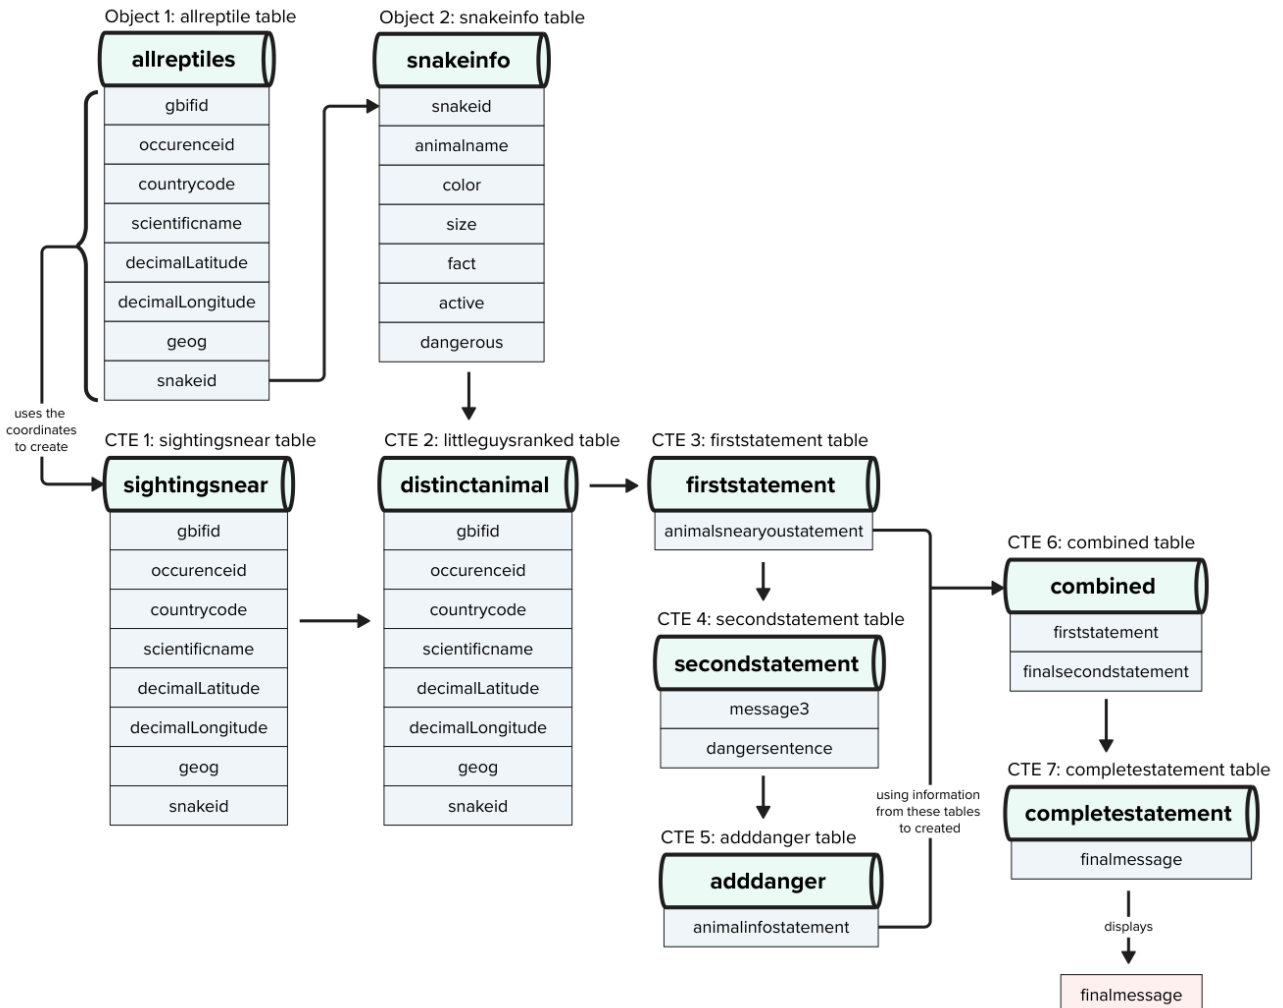 Object 1: allreptile table
allreptiles
gbifid
occurenceid
countrycode
scientificname
decimalLatitude
decimalLongitude
geog
snakeid
Object 2: snakeinfo table
snakeinfo
snakeid
animalname
color
size
fact
active
dangerous
uses the
coordinates
to create
CTE 1: sightingsnear table
sightingsnear
gbifid
occurenceid
countrycode
scientificname
decimalLatitude
decimalLongitude
geog
snakeid
CTE 2: littleguysranked table
distinctanimal
gbifid
occurenceid
countrycode
scientificname
decimalLatitude
decimalLongitude
geog
snakeid
CTE 3: firststatement table
firststatement
animalsnearyoustatement
CTE 4: secondstatement table
secondstatement
message3
dangersentence
CTE 5: adddanger table
adddanger
animalinfostatement
using information
from these tables
to created
CTE 6: combined table
combined
firststatement
finalsecondstatement
CTE 7: completestatement table
completestatement
finalmessage
displays
finalmessage